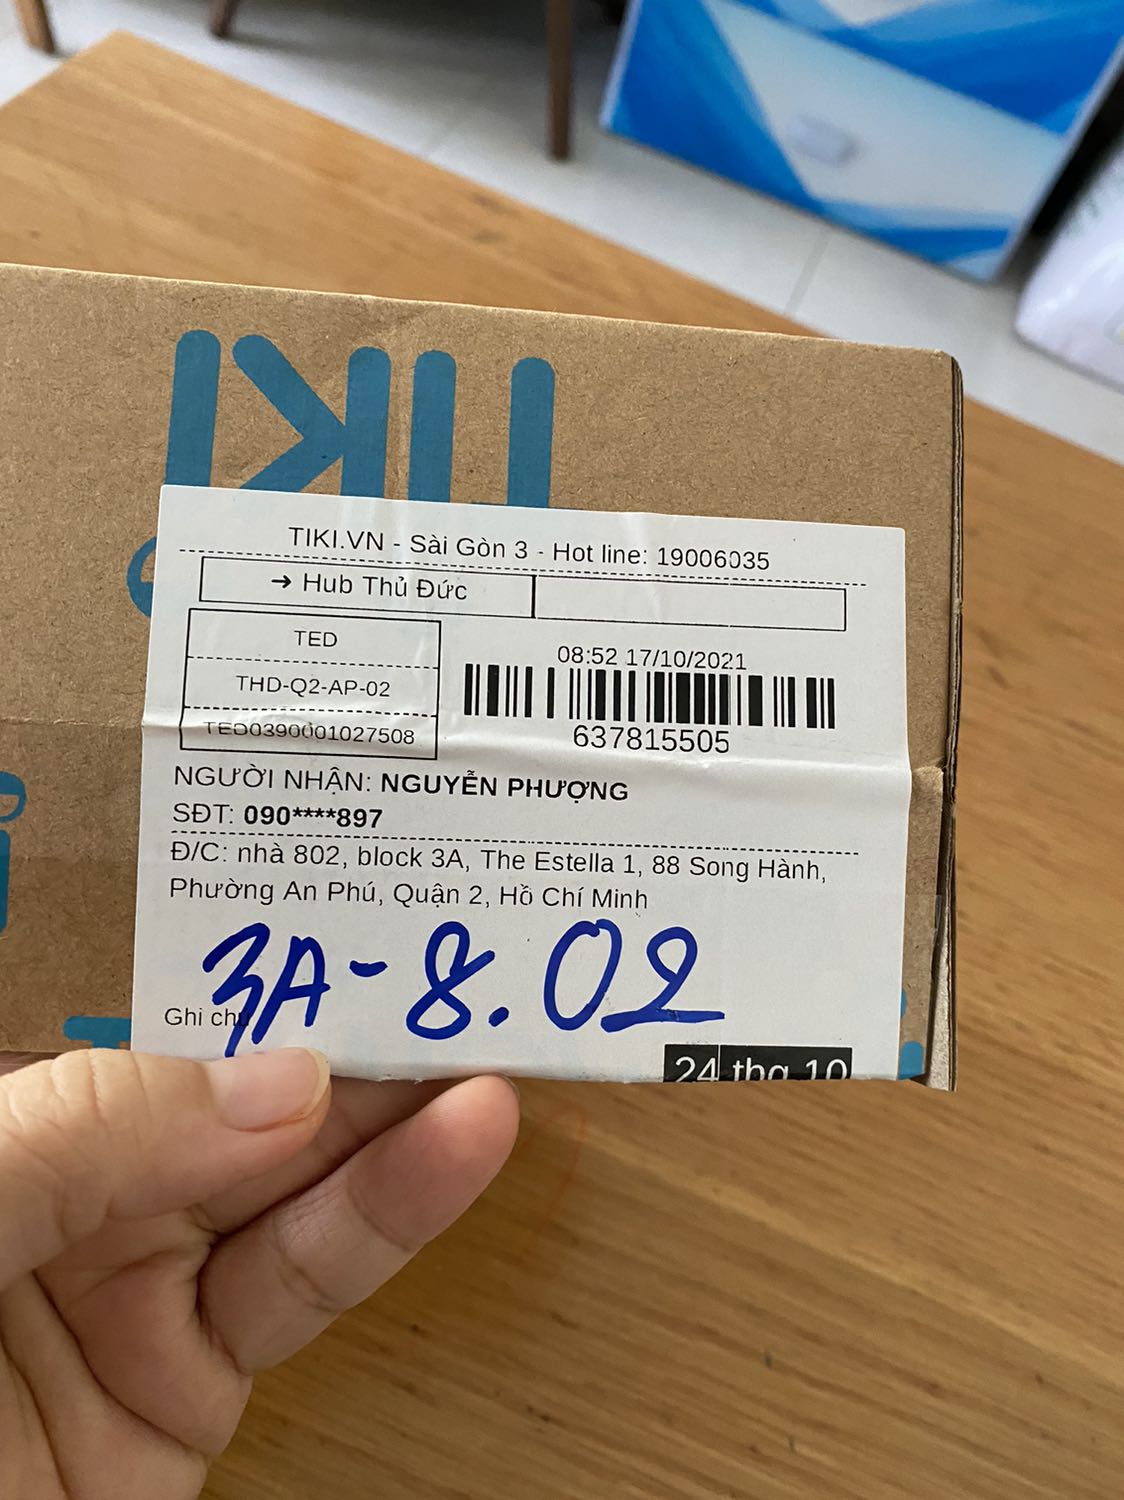 TIKI
TIKI.VN - Sài Gòn 3 - Hot line: 19006035
→ Hub Thủ Đức
TED
THD-Q2-AP-02
TED0390001027508
08:52 17/10/2021
637815505
NGƯỜI NHẬN: NGUYỄN PHƯỢNG
SĐT: 090****897
Đ/C: nhà 802, block 3A, The Estella 1, 88 Song Hành,
Phường An Phú, Quận 2, Hồ Chí Minh
3A-8.02
Ghi chú
24 thg 10